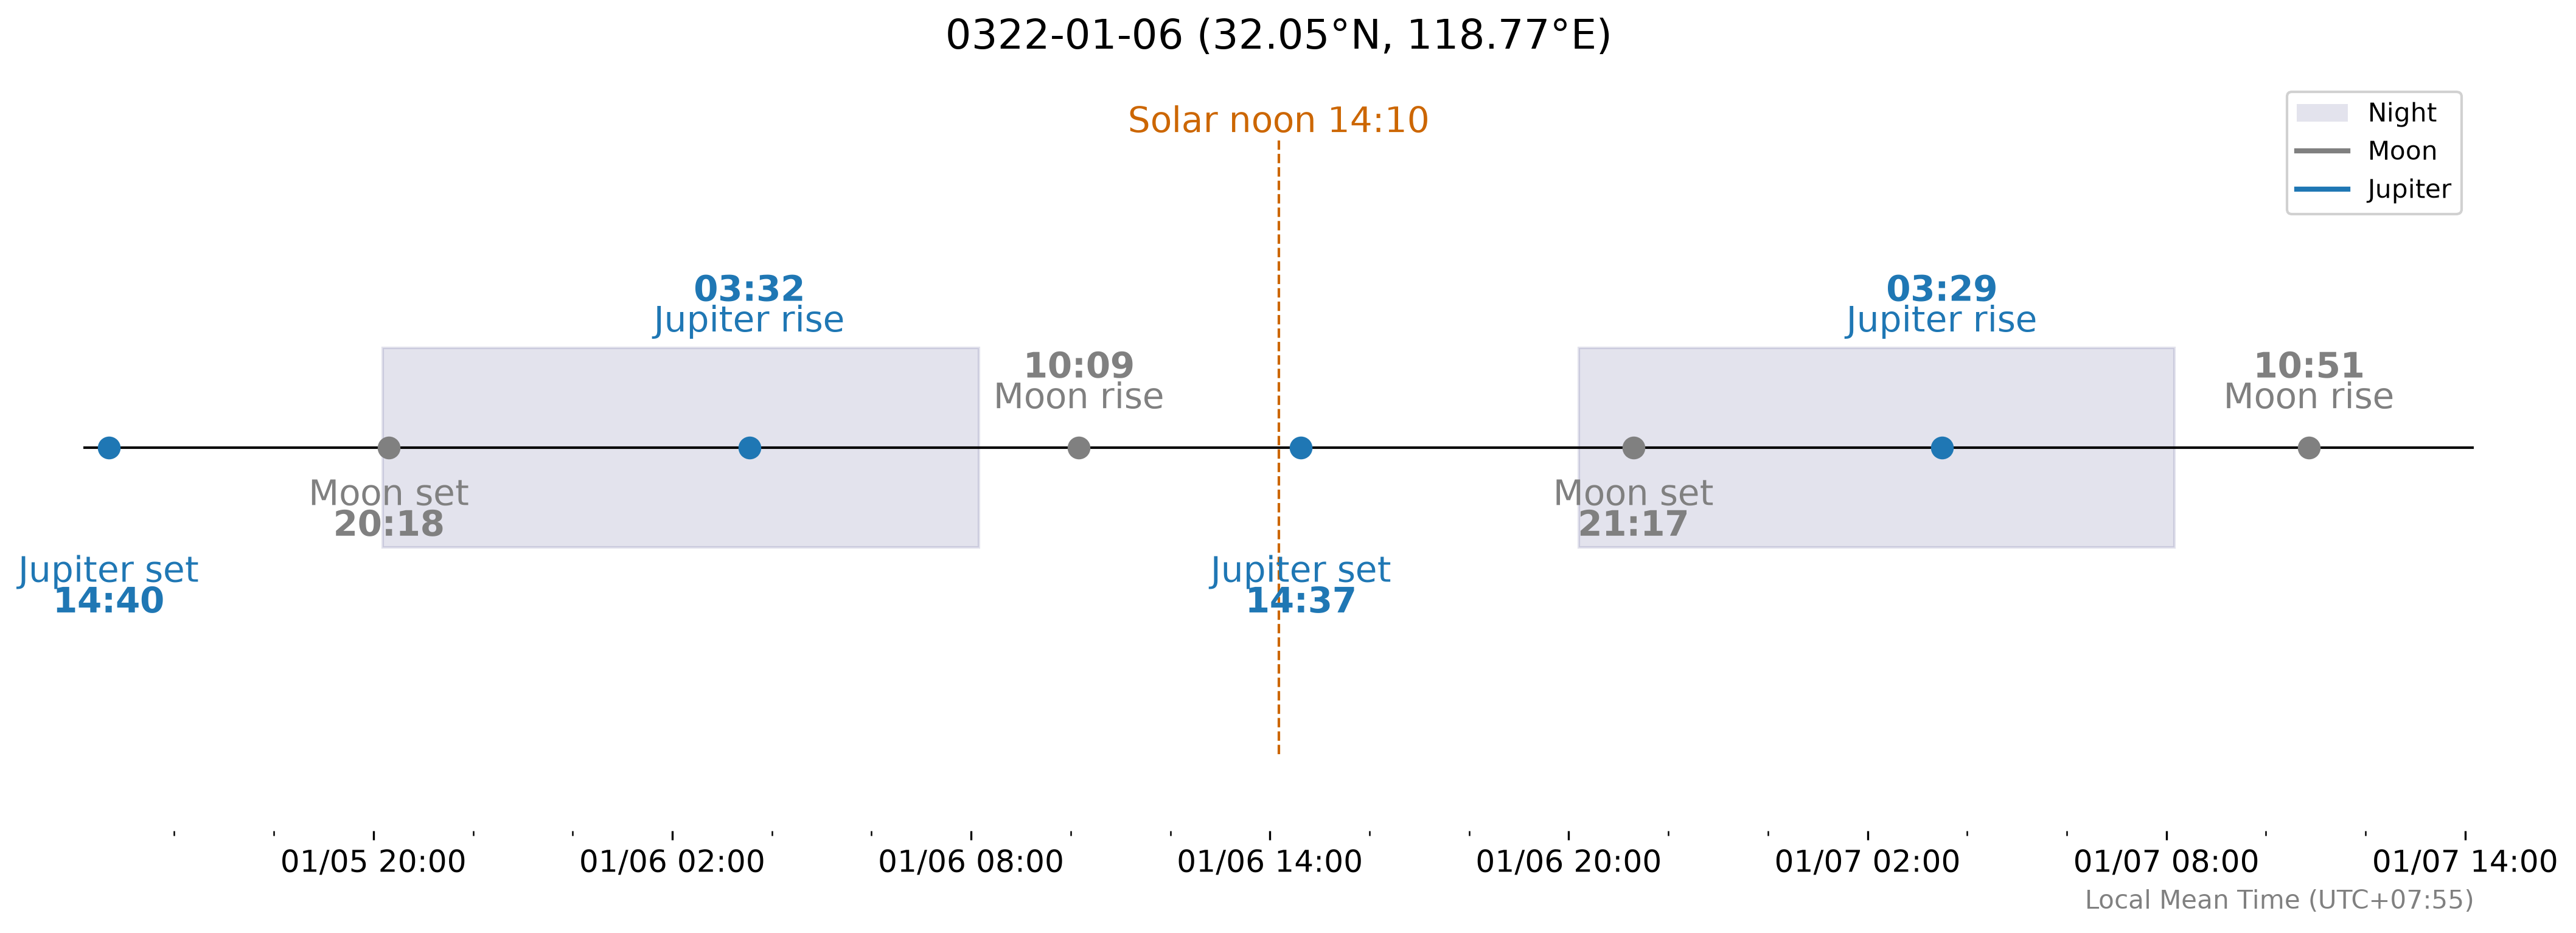 0322-01-06 (32.05°N, 118.77°E)
Solar noon 14:10
Night
Moon
Jupiter
03:32
Jupiter rise
03:29
Jupiter rise
10:09
Moon rise
10:51
Moon rise
Moon set
20:18
Moon set
21:17
Jupiter set
14:40
Jupiter set
14:37
01/05 20:00
01/06 02:00
01/06 08:00
01/06 14:00
01/06 20:00
01/07 02:00
01/07 08:00
01/07 14:00
Local Mean Time (UTC+07:55)